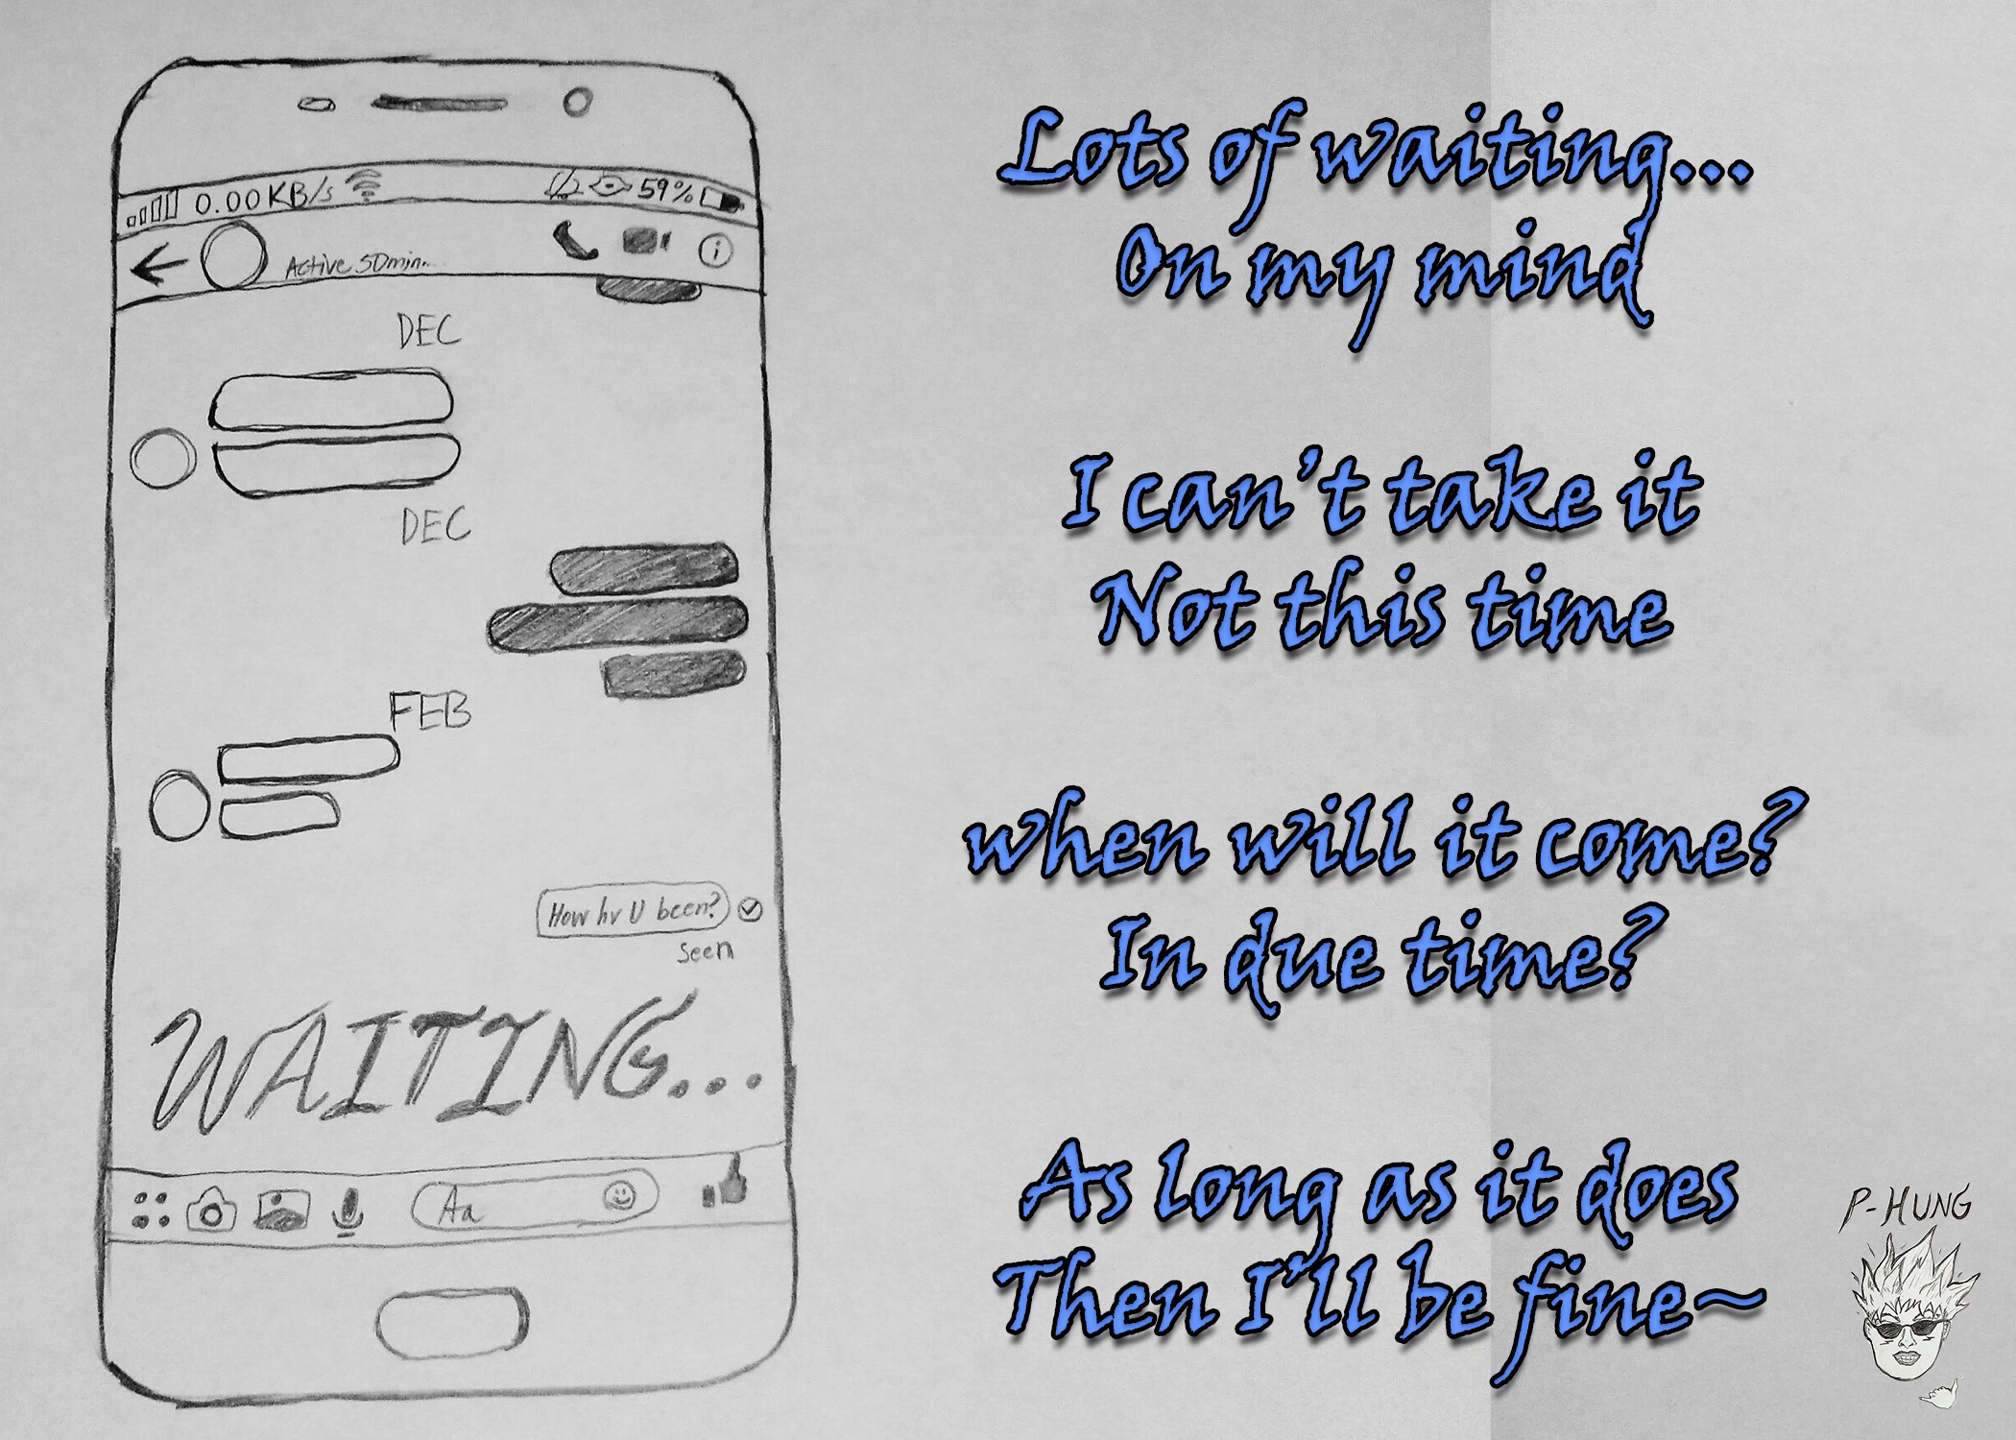 0.00KB/s 59%
Active 50min..
DEC
DEC
FEB
How hv U been?
seen
WAITING...
Aa
Lots of waiting...
On my mind
I can't take it
Not this time
when will it come?
In due time?
As long as it does
Then I'll be fine~
P-HUNG